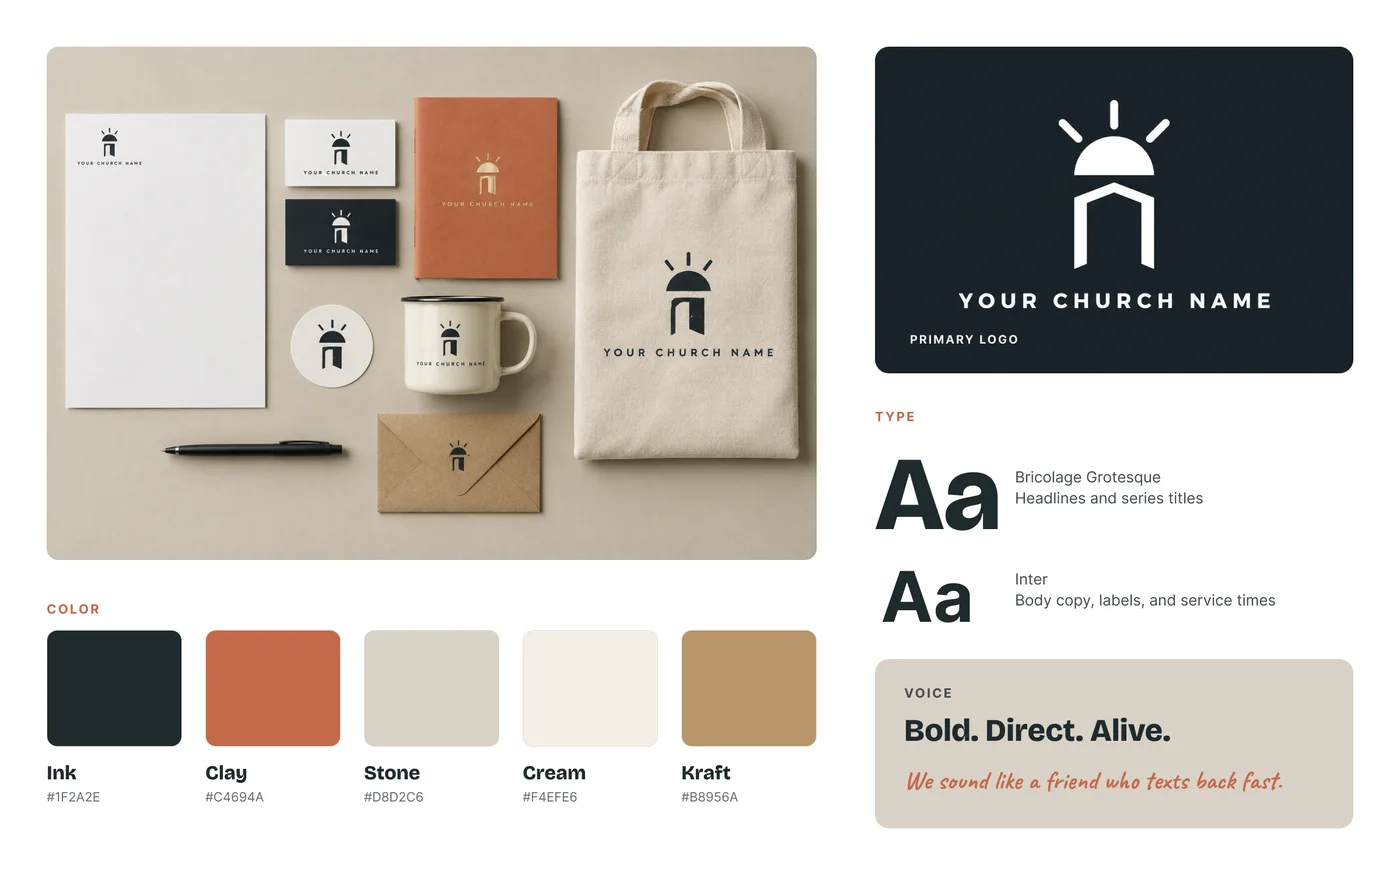 YOUR CHURCH NAME
YOUR CHURCH NAME
YOUR CHURCH NAME
YOUR CHURCH NAME
YOUR CHURCH NAME
YOUR CHURCH NAME
YOUR CHURCH NAME
PRIMARY LOGO
TYPE
Aa
Bricolage Grotesque
Headlines and series titles
Aa
Inter
Body copy, labels, and service times
COLOR
Ink
#1F2A2E
Clay
#C4694A
Stone
#D8D2C6
Cream
#F4EFE6
Kraft
#B8956A
VOICE
Bold. Direct. Alive.
We sound like a friend who texts back fast.